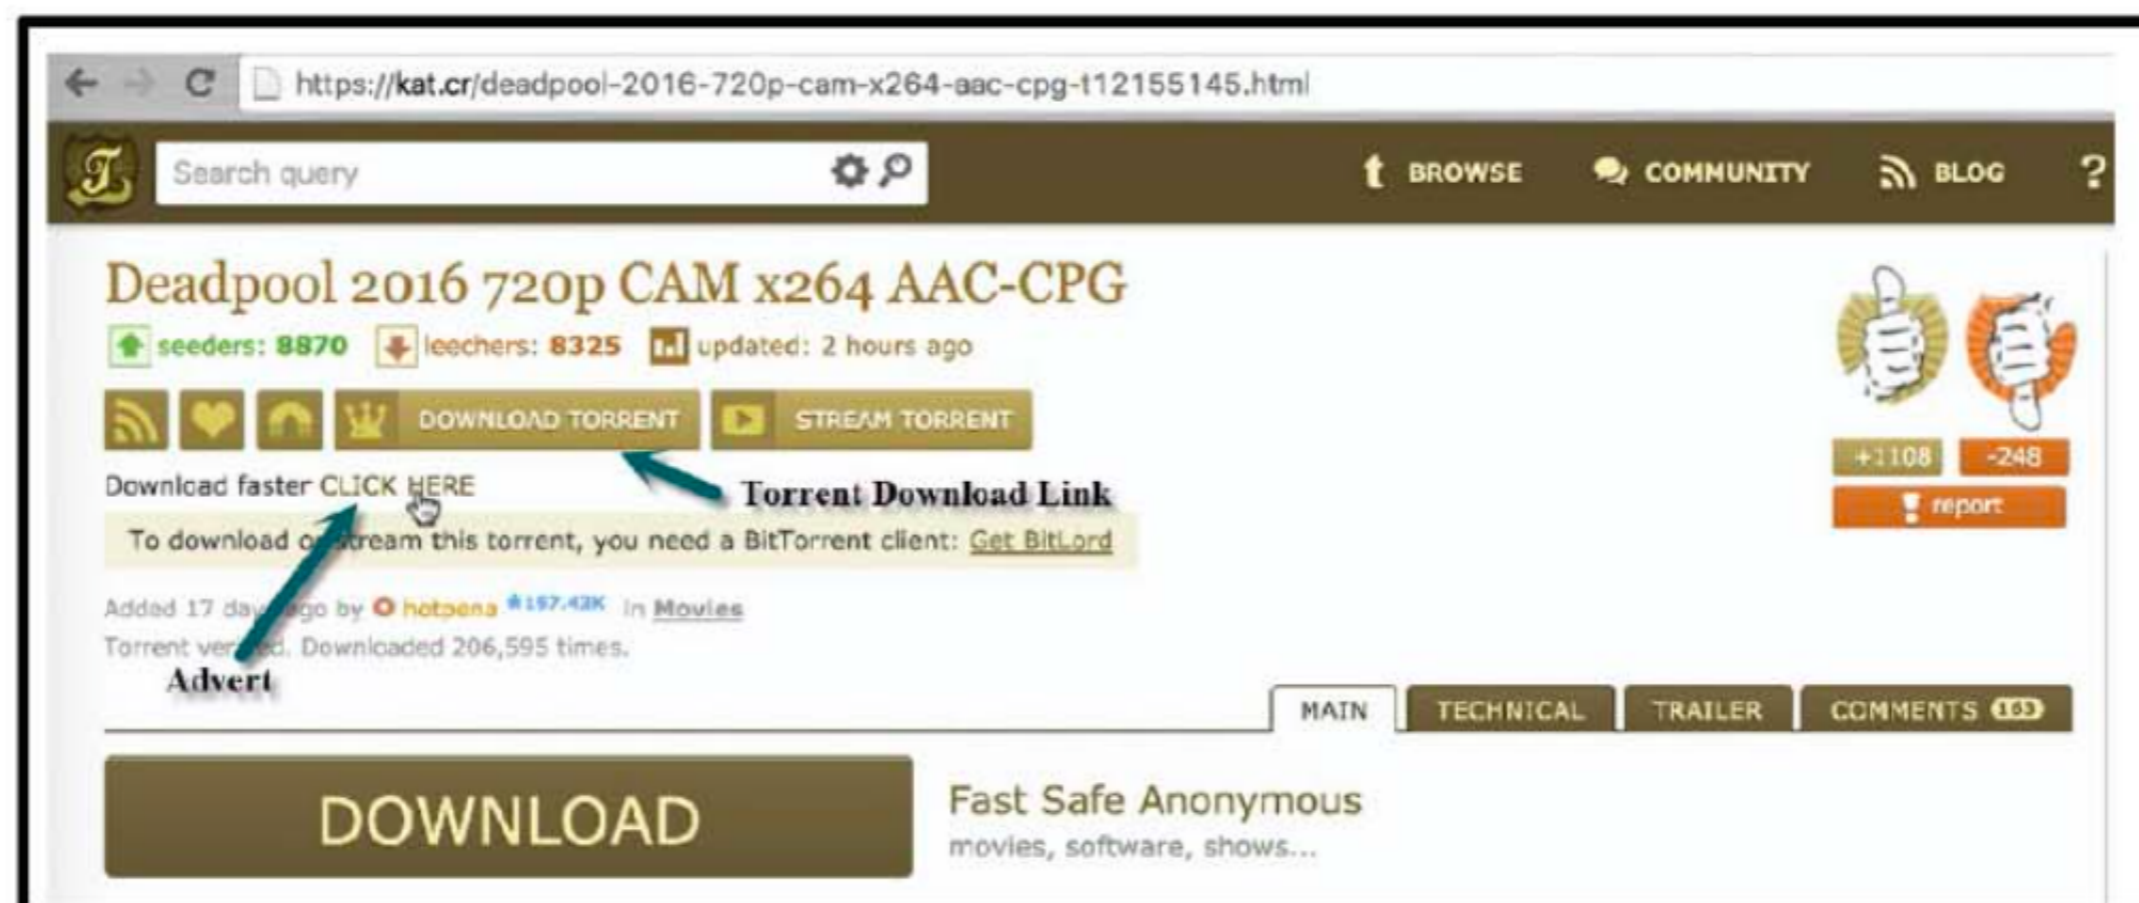 https://kat.cr/deadpool-2016-720p-cam-x264-aac-cpg-t12155145.html
Search query
t BROWSE COMMUNITY BLOG ?
Deadpool 2016 720p CAM x264 AAC-CPG
seeders: 8870 leechers: 8325 updated: 2 hours ago
DOWNLOAD TORRENT STREAM TORRENT
+1108 -248
Download faster CLICK HERE
Torrent Download Link
report
To download or stream this torrent, you need a BitTorrent client: Get BitLord
Added 17 days ago by in Movies
Torrent verified. Downloaded 206,595 times.
Advert
MAIN TECHNICAL TRAILER COMMENTS 163
DOWNLOAD
Fast Safe Anonymous
movies, software, shows...